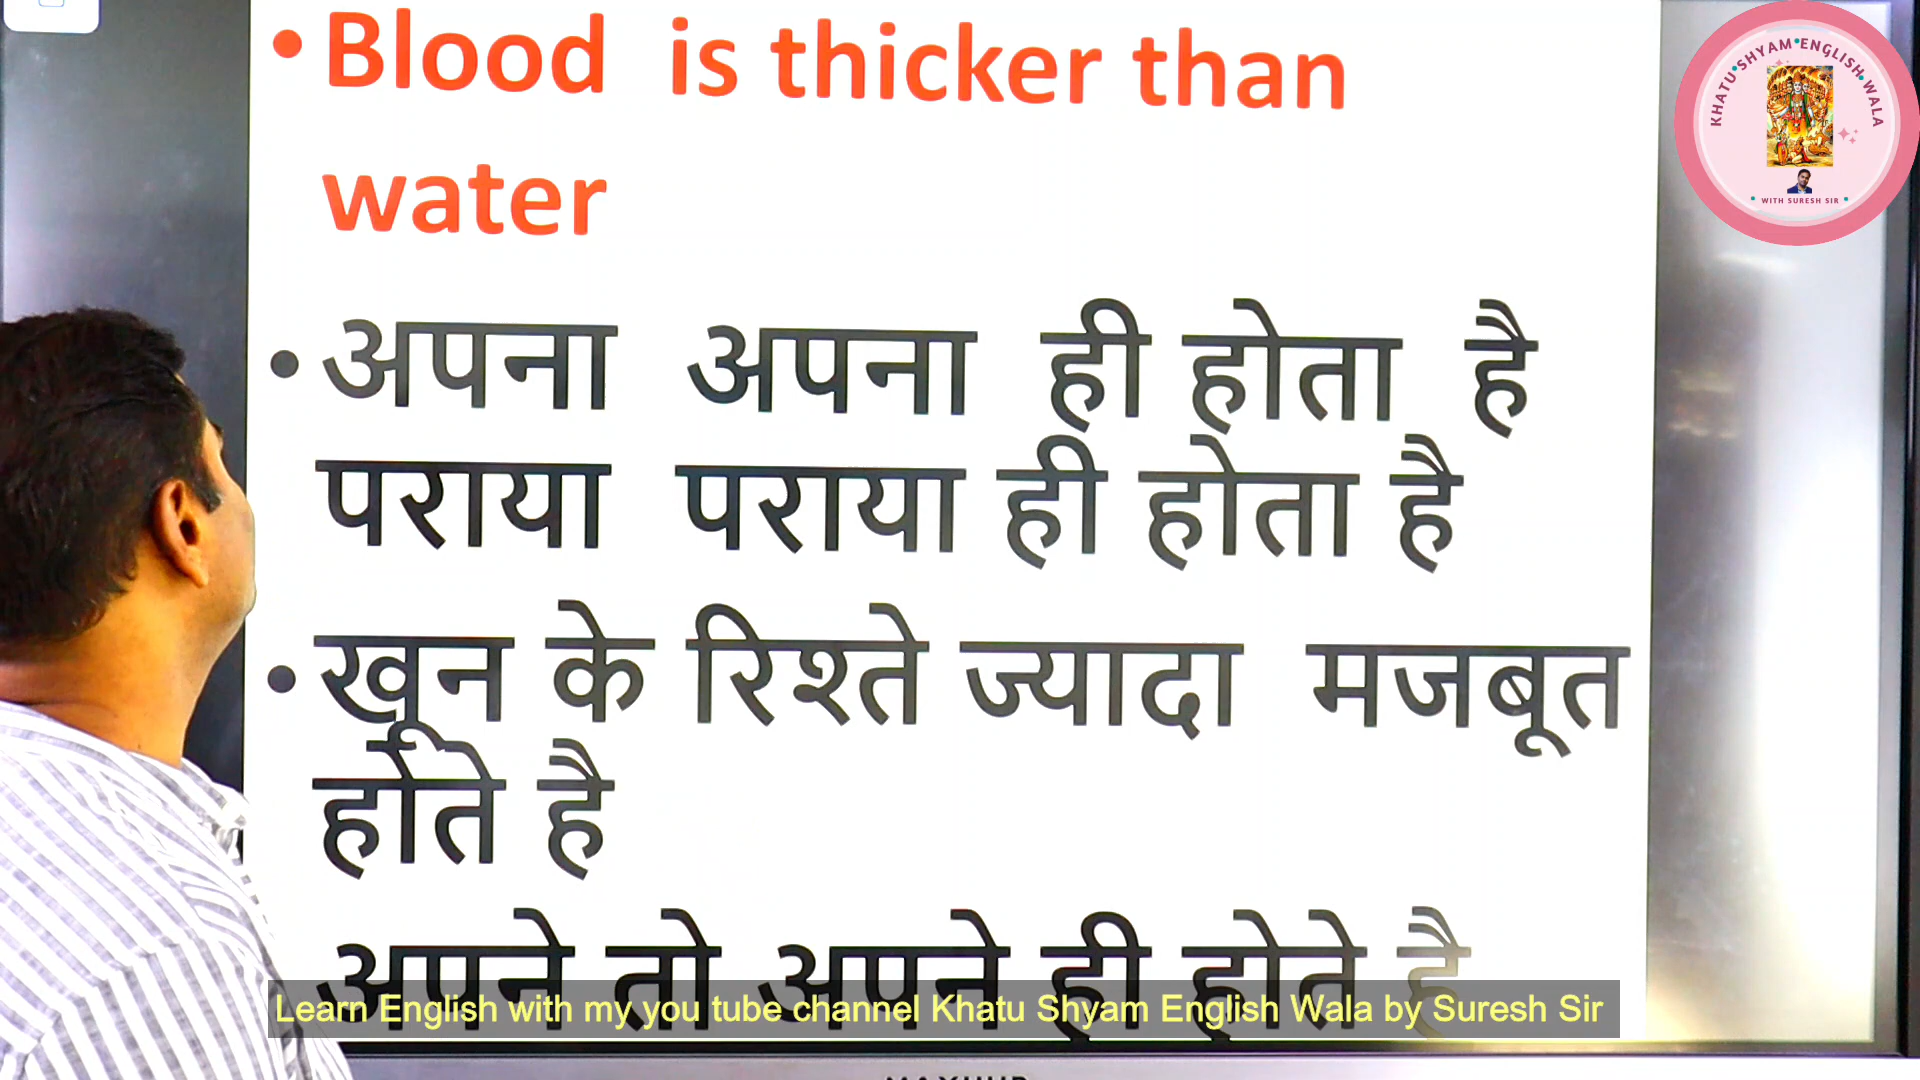 • Blood is thicker than
water
• अपना अपना ही होता है
पराया पराया ही होता है
• खून के रिश्ते ज्यादा मजबूत
होते है
अपने तो अपने ही होते है
Learn English with my you tube channel Khatu Shyam English Wala by Suresh Sir
KHATU SHYAM ENGLISH WALA
WITH SURESH SIR